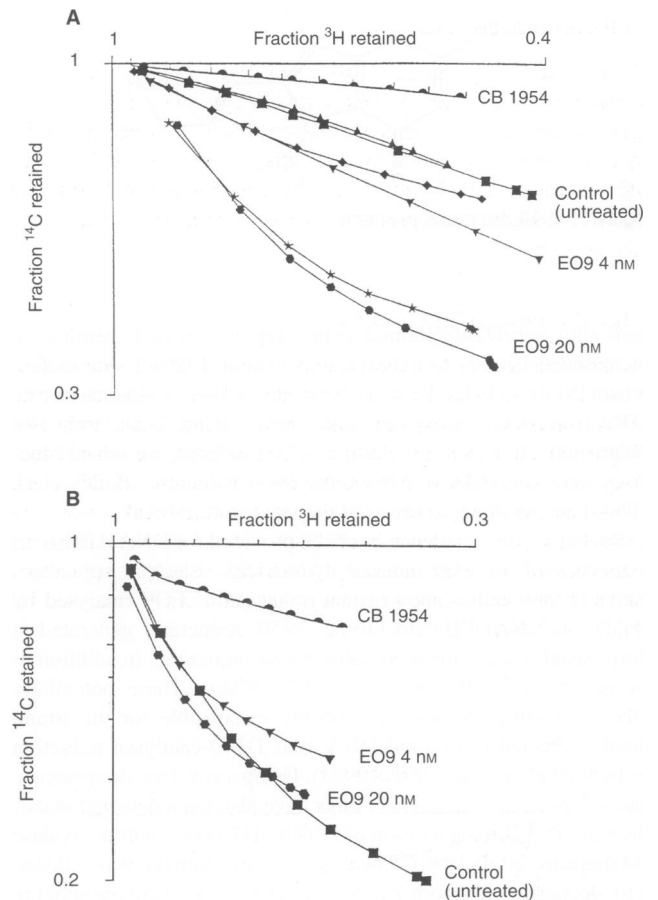 A
1
Fraction ³H retained
0.4
1
CB 1954
Fraction ¹⁴C retained
Control
(untreated)
EO9 4 nM
EO9 20 nM
0.3
B
1
Fraction ³H retained
0.3
1
CB 1954
Fraction ¹⁴C retained
EO9 4 nM
EO9 20 nM
0.2
Control
(untreated)